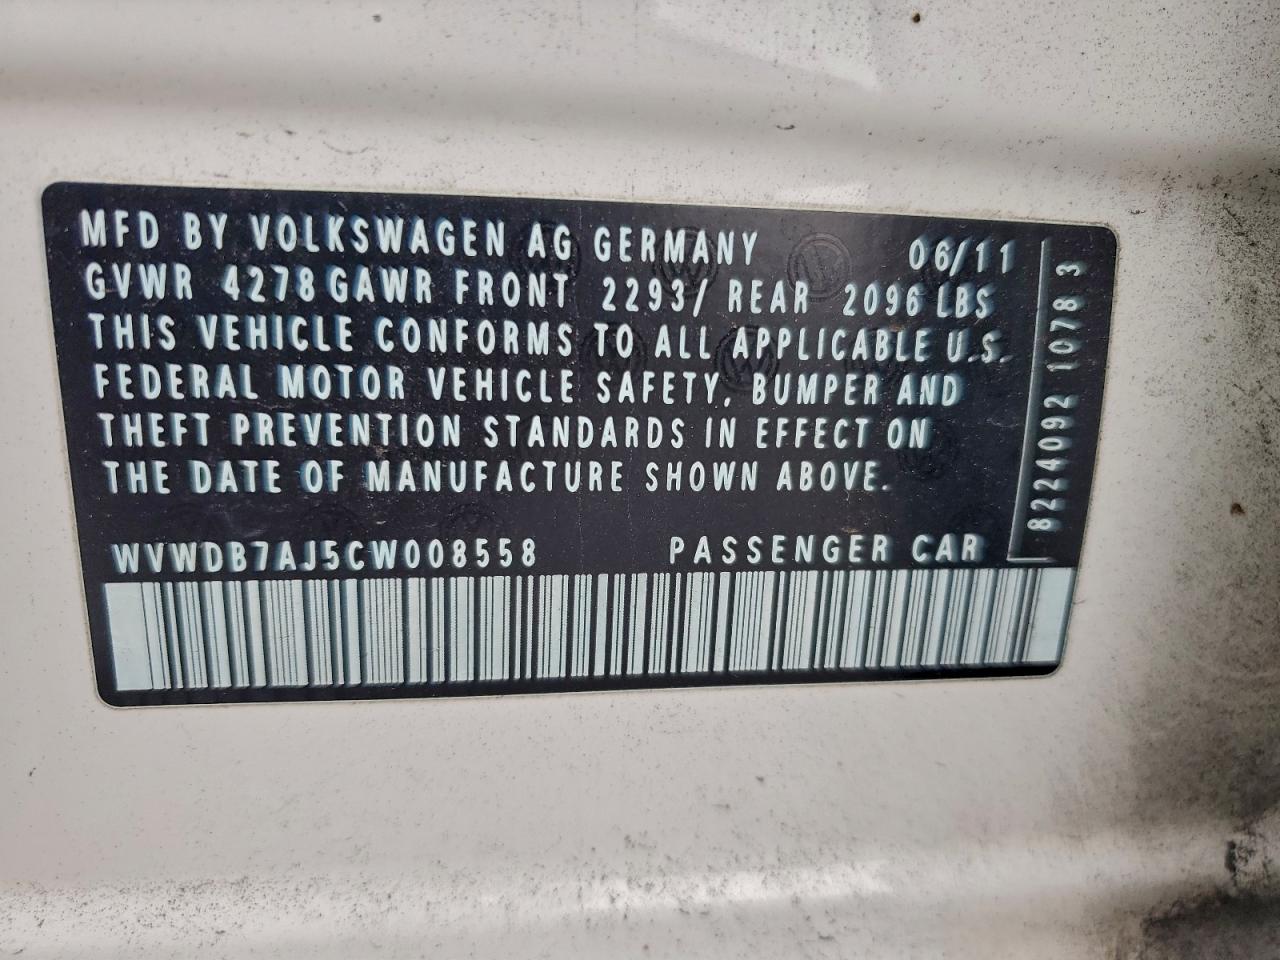 MFD BY VOLKSWAGEN AG GERMANY 06/11
GVWR 4278 GAWR FRONT 2293/ REAR 2096 LBS
THIS VEHICLE CONFORMS TO ALL APPLICABLE U.S.
FEDERAL MOTOR VEHICLE SAFETY, BUMPER AND
THEFT PREVENTION STANDARDS IN EFFECT ON
THE DATE OF MANUFACTURE SHOWN ABOVE.
WVWDB7AJ5CW008558 PASSENGER CAR
8224092 10783